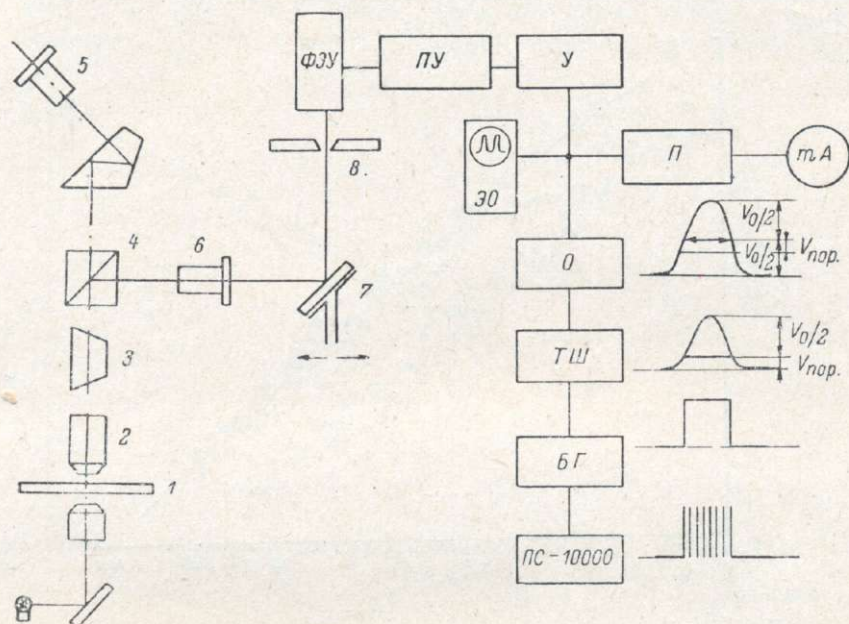 5
ФЭУ
ПУ
У
8.
ЭО
П
mA
4
6
7
О
V₀/2
V₀/2
Vпор.
3
ТШ
V₀/2
Vпор.
2
1
БГ
ПС-10000